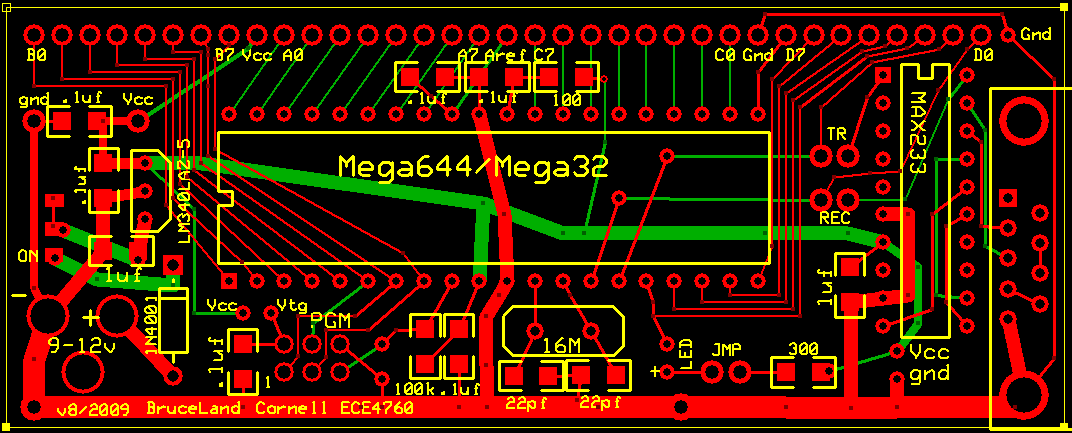 B0 B7 Vcc A0 A7 Aref C7 C0 Gnd D7 D0 Gnd
gnd .1uf Vcc .1uf .1uf 100
MAX233
TR
Mega644/Mega32
.1uf
LM340LAZ-5
REC
ON
1uf
1uf
- + Vcc Vtg
PGM
9-12v
1N4001
.1uf
1
16M
LED
JMP
300
Vcc
gnd
+
100k .1uf
22pf 22pf
v8/2009 BruceLand Cornell ECE4760